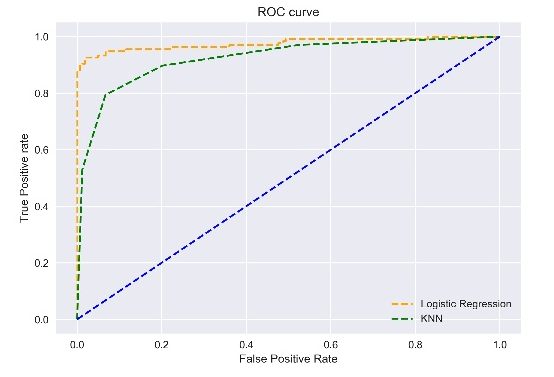 ROC curve
1.0
0.8
0.6
0.4
0.2
0.0
True Positive rate
Logistic Regression
KNN
0.0 0.2 0.4 0.6 0.8 1.0
False Positive Rate